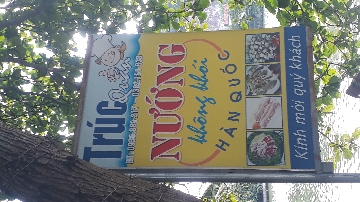 Trúc
NƯỚNG
không khói
HÀN QUỐC
Kính mời quý khách